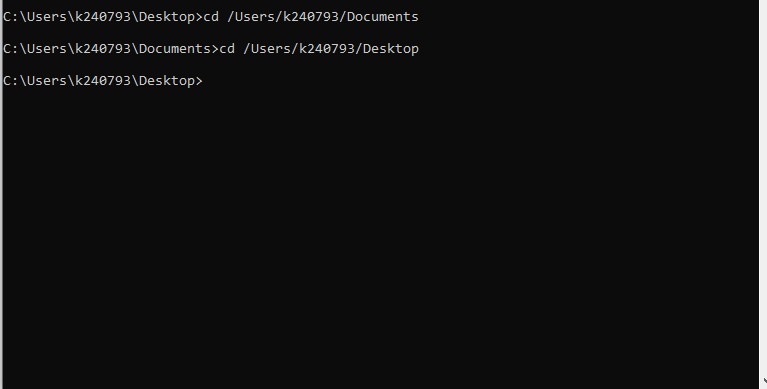 C:\Users\k240793\Desktop>cd /Users/k240793/Documents
C:\Users\k240793\Documents>cd /Users/k240793/Desktop
C:\Users\k240793\Desktop>